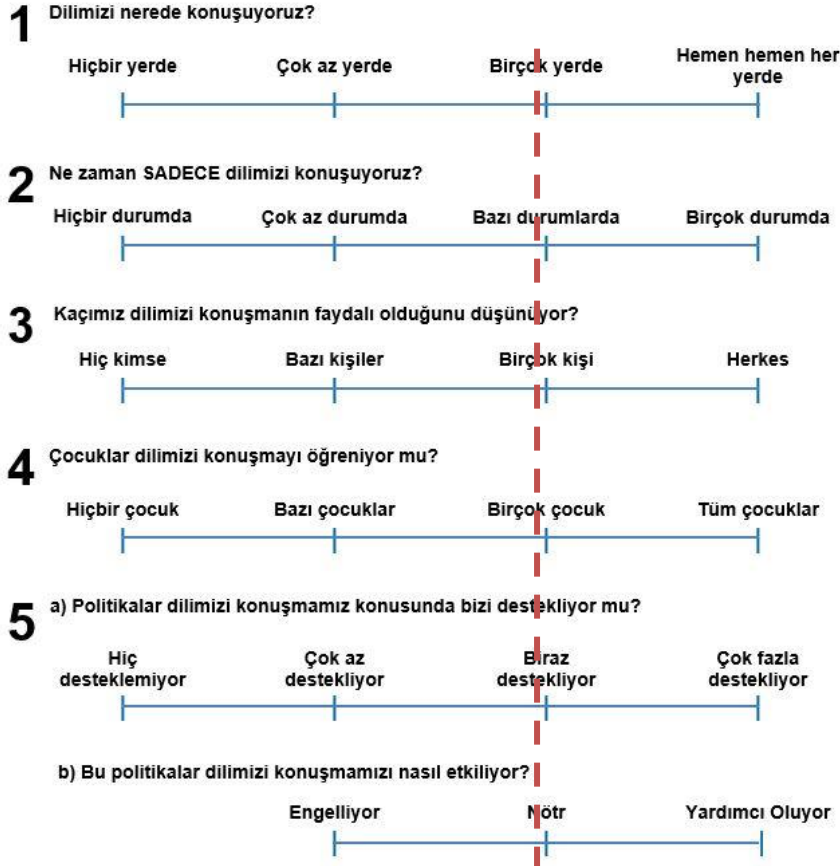 1 Dilimizi nerede konuşuyoruz?
Hiçbir yerde Çok az yerde Birçok yerde Hemen hemen her
yerde
2 Ne zaman SADECE dilimizi konuşuyoruz?
Hiçbir durumda Çok az durumda Bazı durumlarda Birçok durumda
3 Kaçımız dilimizi konuşmanın faydalı olduğunu düşünüyor?
Hiç kimse Bazı kişiler Birçok kişi Herkes
4 Çocuklar dilimizi konuşmayı öğreniyor mu?
Hiçbir çocuk Bazı çocuklar Birçok çocuk Tüm çocuklar
5 a) Politikalar dilimizi konuşmamız konusunda bizi destekliyor mu?
Hiç Çok az Biraz Çok fazla
desteklemiyor destekliyor destekliyor destekliyor
b) Bu politikalar dilimizi konuşmamızı nasıl etkiliyor?
Engelliyor Nötr Yardımcı Oluyor